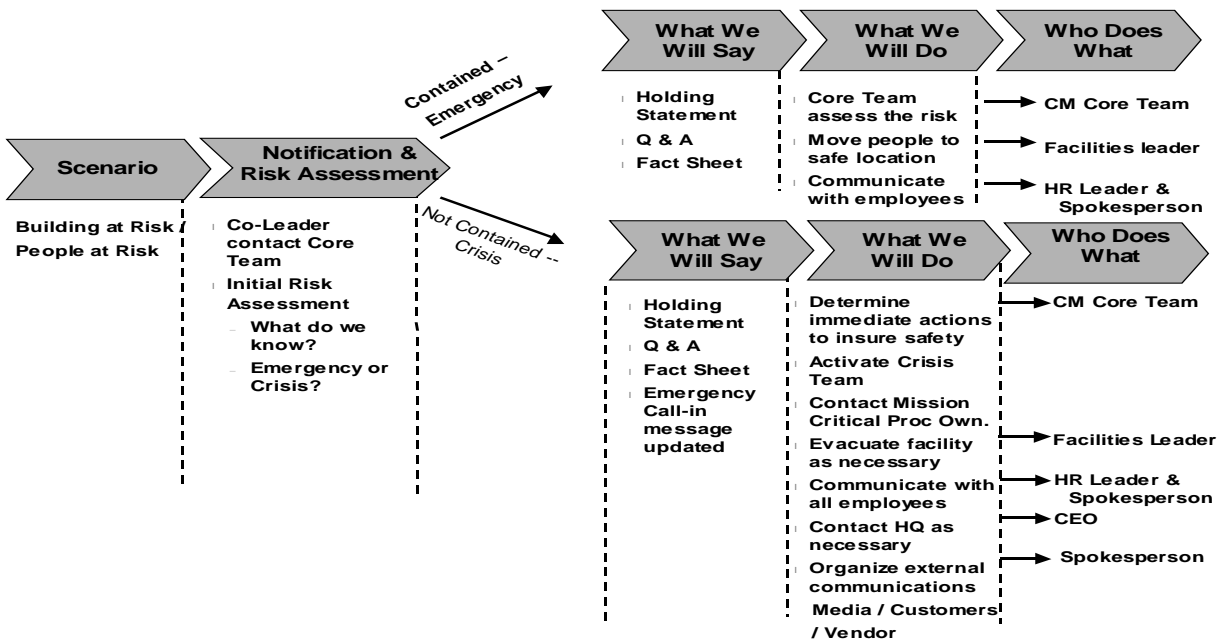 Scenario
Building at Risk /
People at Risk
Notification &
Risk Assessment
Co-Leader
contact Core
Team
Initial Risk
Assessment
– What do we
know?
– Emergency or
Crisis?
Contained --
Emergency
Not Contained --
Crisis
What We
Will Say
Holding
Statement
Q & A
Fact Sheet
What We
Will Do
Core Team
assess the risk
Move people to
safe location
Communicate
with employees
Who Does
What
CM Core Team
Facilities leader
HR Leader &
Spokesperson
What We
Will Say
Holding
Statement
Q & A
Fact Sheet
Emergency
Call-in
message
updated
What We
Will Do
Determine
immediate actions
to insure safety
Activate Crisis
Team
Contact Mission
Critical Proc Own.
Evacuate facility
as necessary
Communicate with
all employees
Contact HQ as
necessary
Organize external
communications
Media / Customers
/ Vendor
Who Does
What
CM Core Team
Facilities Leader
HR Leader &
Spokesperson
CEO
Spokesperson